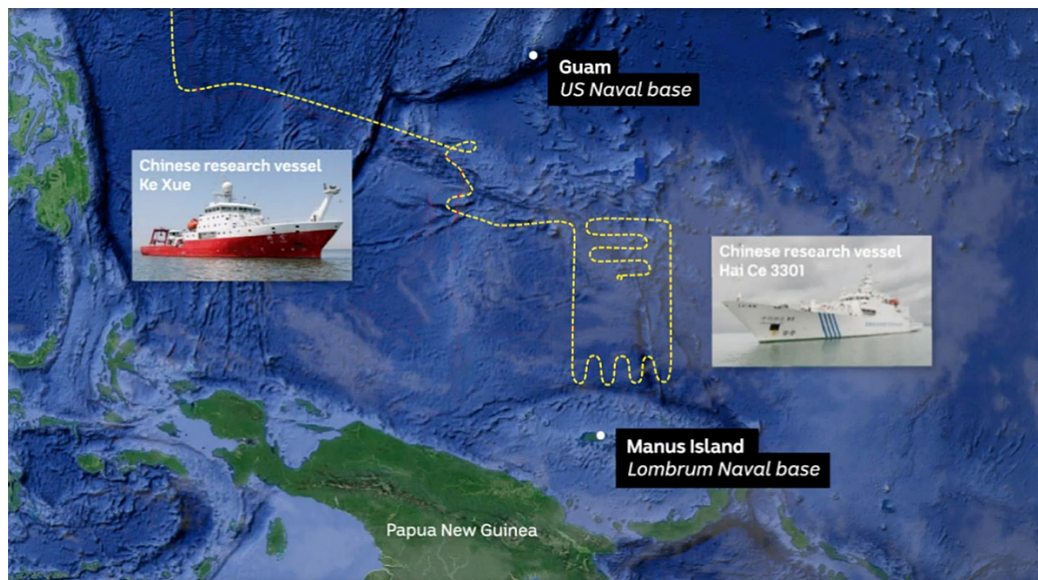 Guam
US Naval base
Chinese research vessel
Ke Xue
Chinese research vessel
Hai Ce 3301
Manus Island
Lombrum Naval base
Papua New Guinea